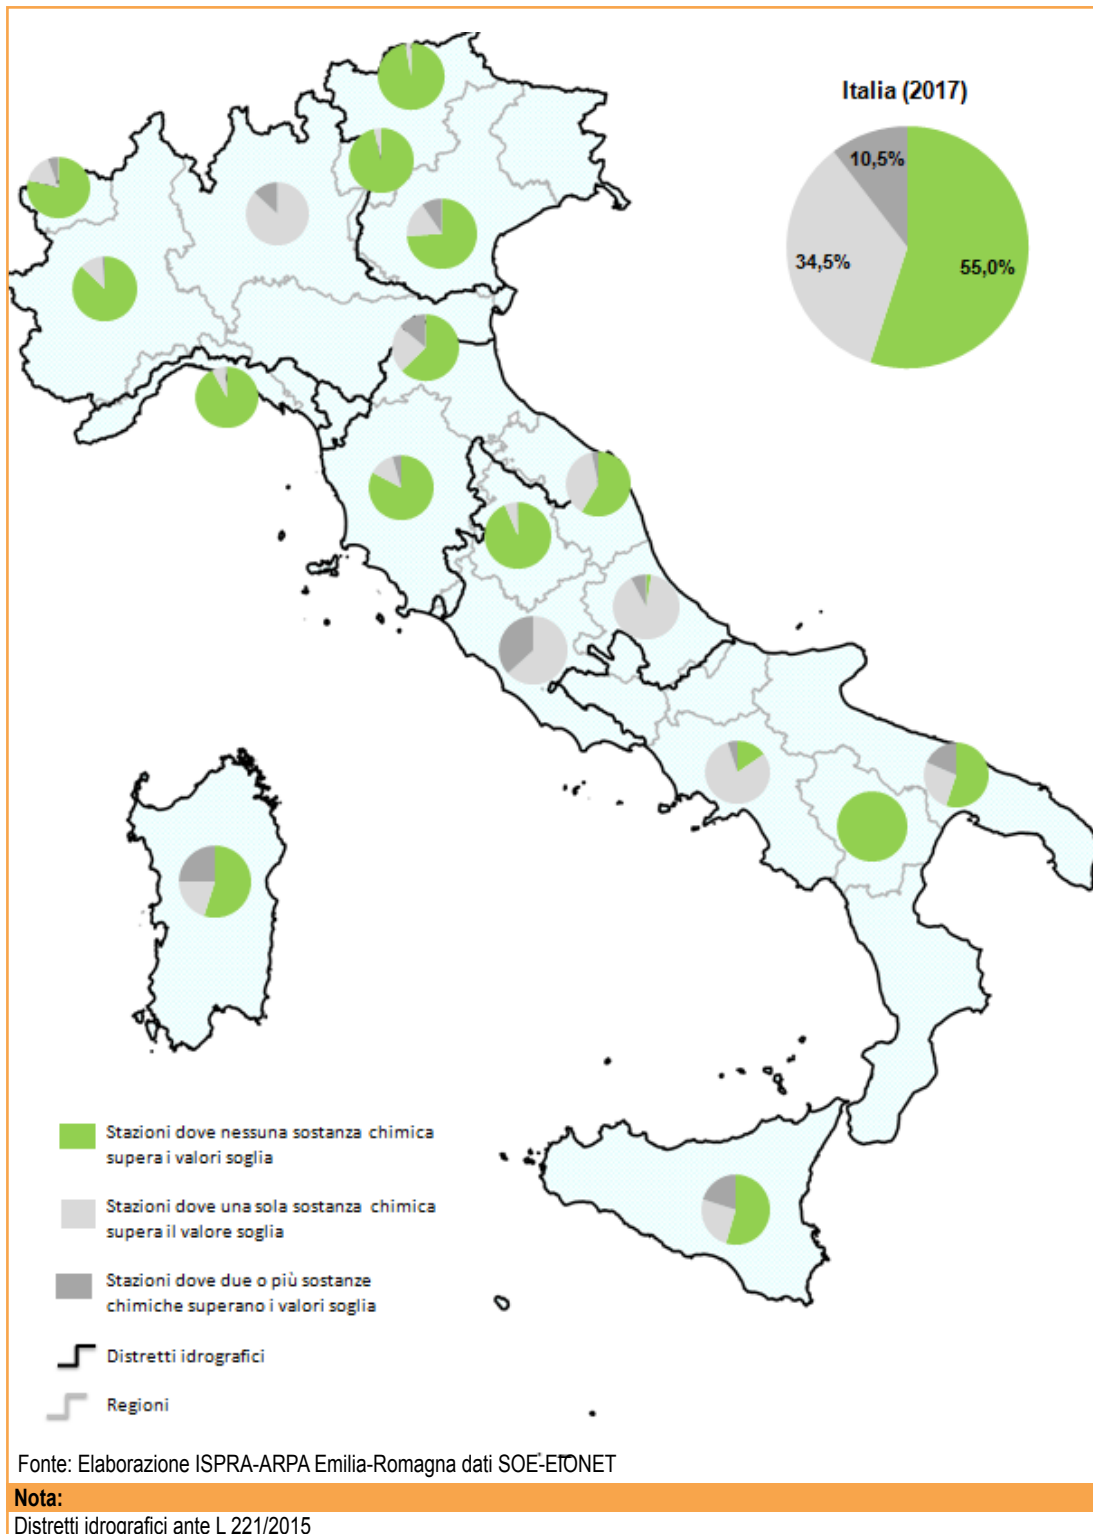 Italia (2017)
10,5%
34,5%
55,0%
Stazioni dove nessuna sostanza chimica
supera i valori soglia
Stazioni dove una sola sostanza chimica
supera il valore soglia
Stazioni dove due o più sostanze
chimiche superano i valori soglia
Distretti idrografici
Regioni
Fonte: Elaborazione ISPRA-ARPA Emilia-Romagna dati SOE-EIONET
Nota:
Distretti idrografici ante L 221/2015